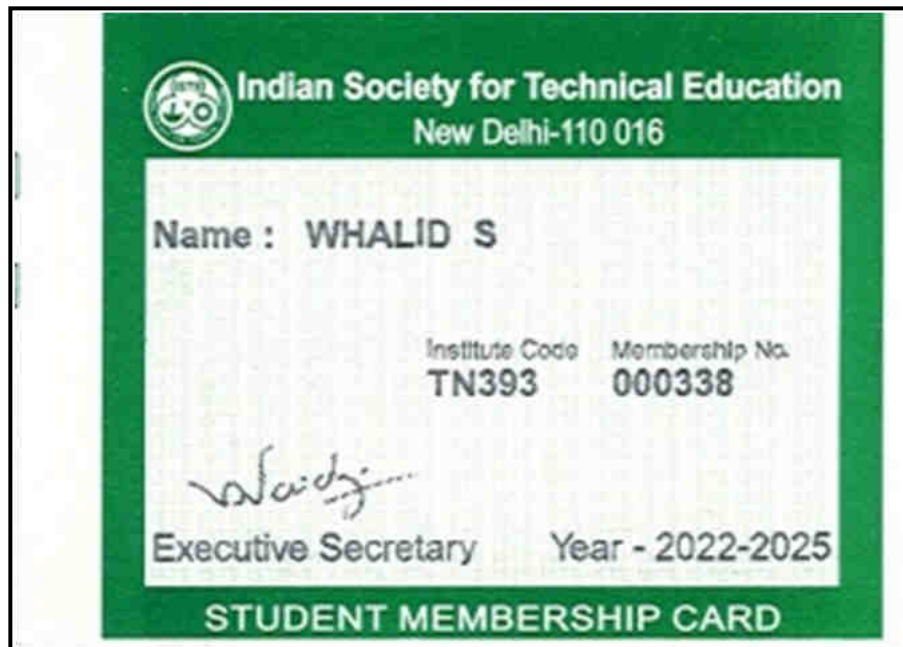 Indian Society for Technical Education
New Delhi-110 016
Name : WHALID S
Institute Code Membership No.
TN393 000338
Executive Secretary Year - 2022-2025
STUDENT MEMBERSHIP CARD